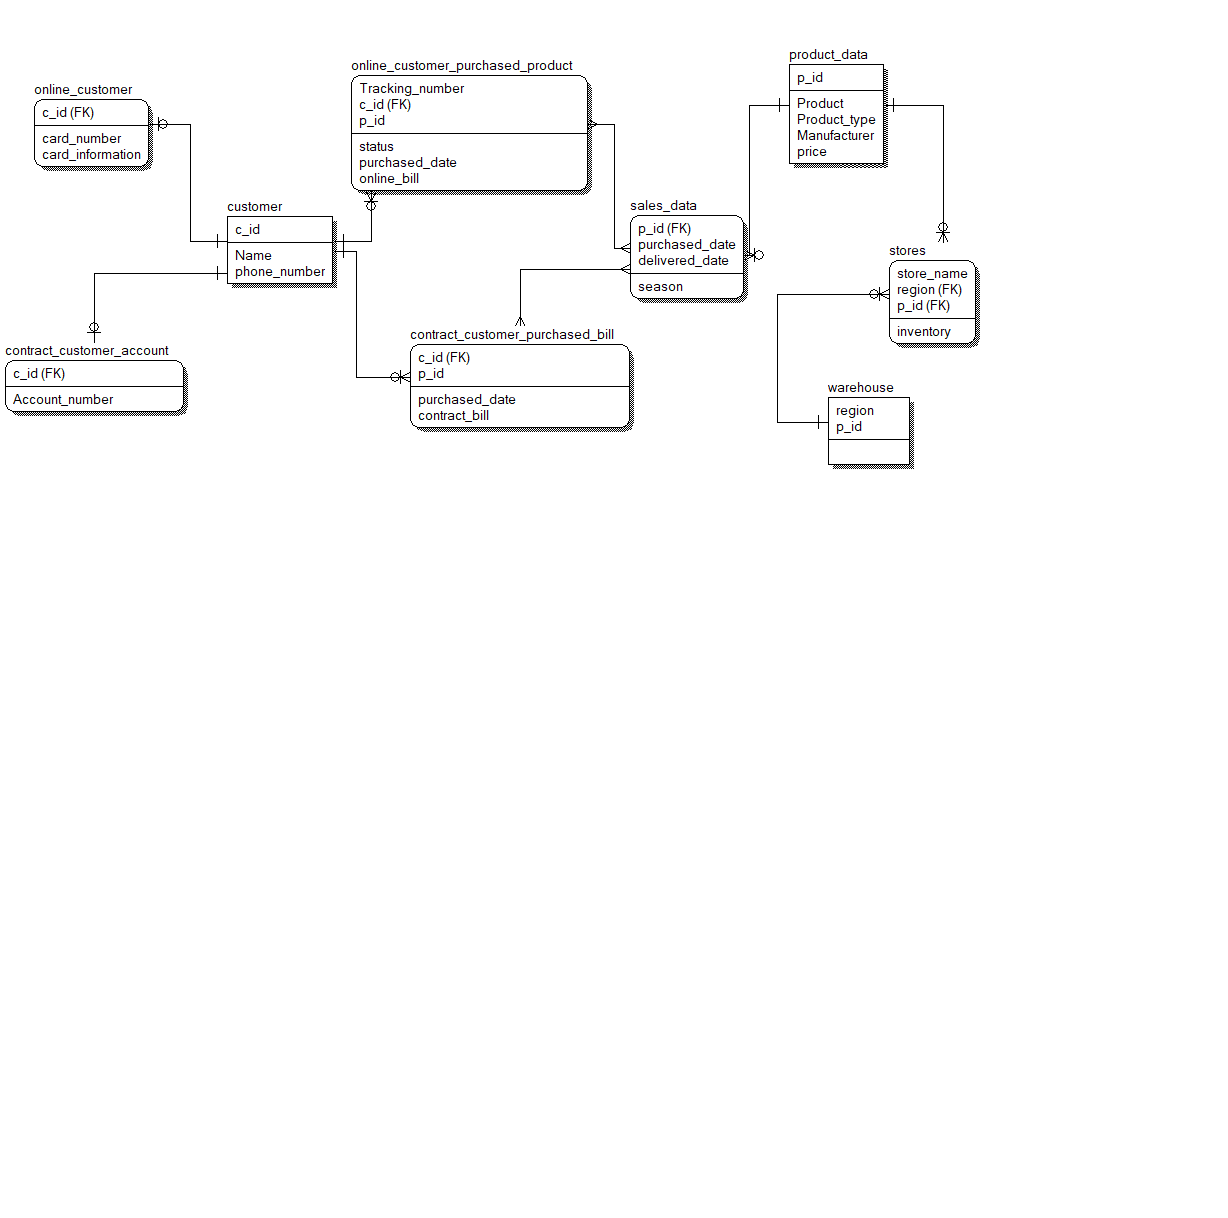 product_data
p_id
Product
Product_type
Manufacturer
price
online_customer_purchased_product
Tracking_number
c_id (FK)
p_id
status
purchased_date
online_bill
online_customer
c_id (FK)
card_number
card_information
customer
c_id
Name
phone_number
sales_data
p_id (FK)
purchased_date
delivered_date
season
stores
store_name
region (FK)
p_id (FK)
inventory
contract_customer_purchased_bill
c_id (FK)
p_id
purchased_date
contract_bill
contract_customer_account
c_id (FK)
Account_number
warehouse
region
p_id